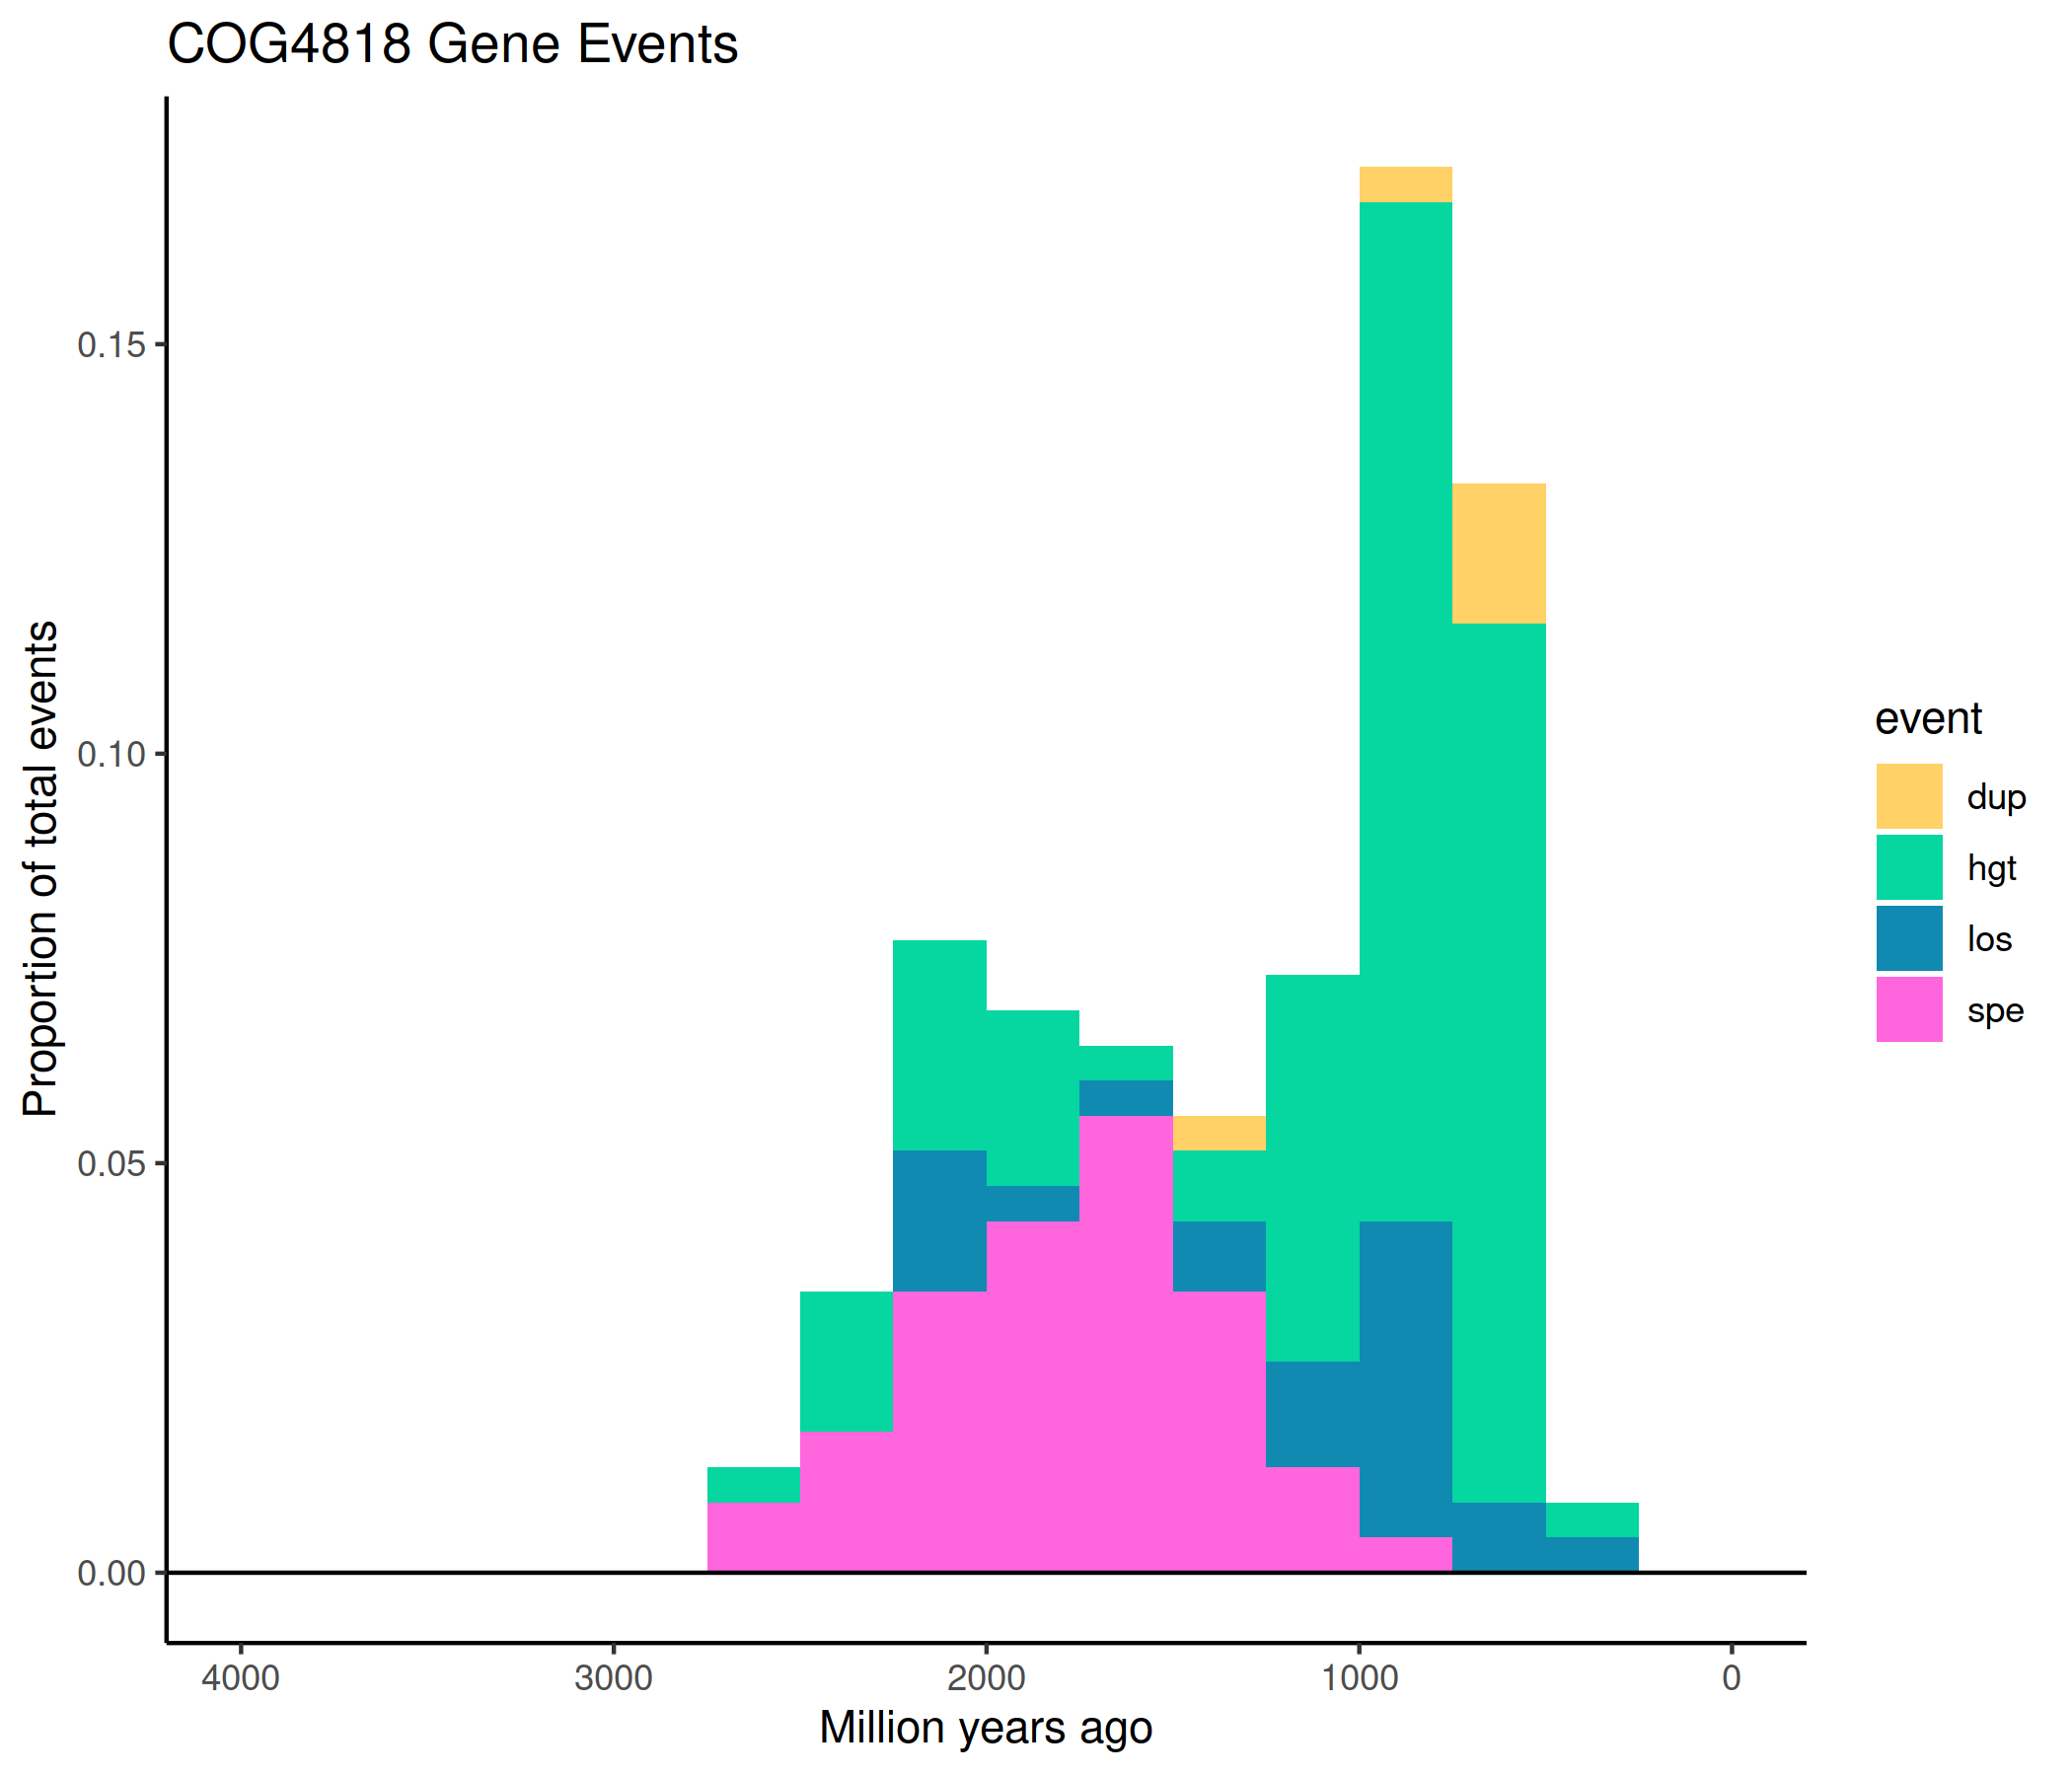 COG4818 Gene Events
Proportion of total events
0.15
0.10
0.05
0.00
4000 3000 2000 1000 0
Million years ago
event
dup
hgt
los
spe